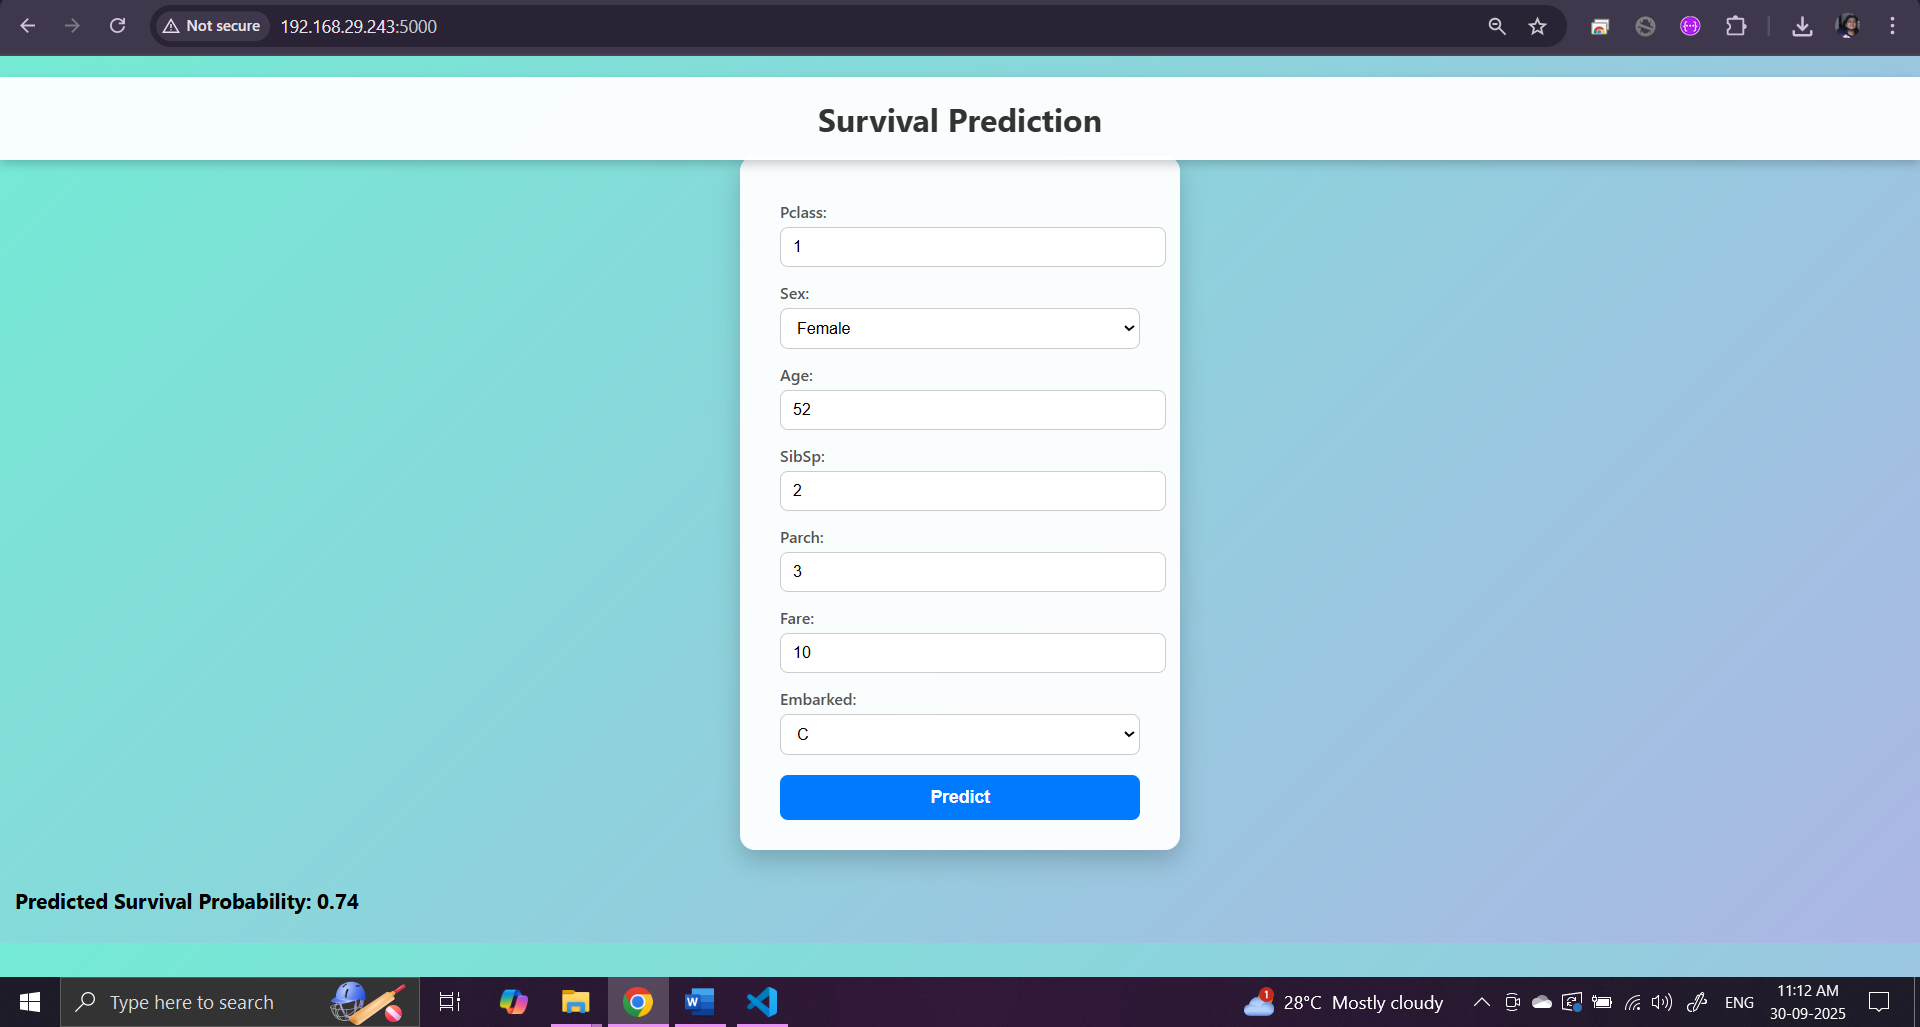 Not secure
192.168.29.243:5000
Survival Prediction
Pclass:
1
Sex:
Female
Age:
52
SibSp:
2
Parch:
3
Fare:
10
Embarked:
C
Predict
Predicted Survival Probability: 0.74
Type here to search
W
1
28°C Mostly cloudy
ENG
11:12 AM
30-09-2025